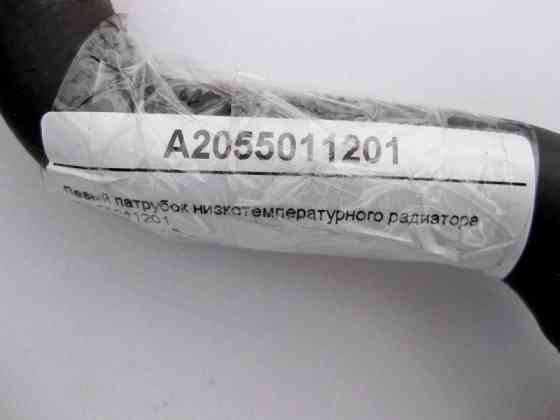 A2055011201
Левый патрубок низкотемпературного радиатора